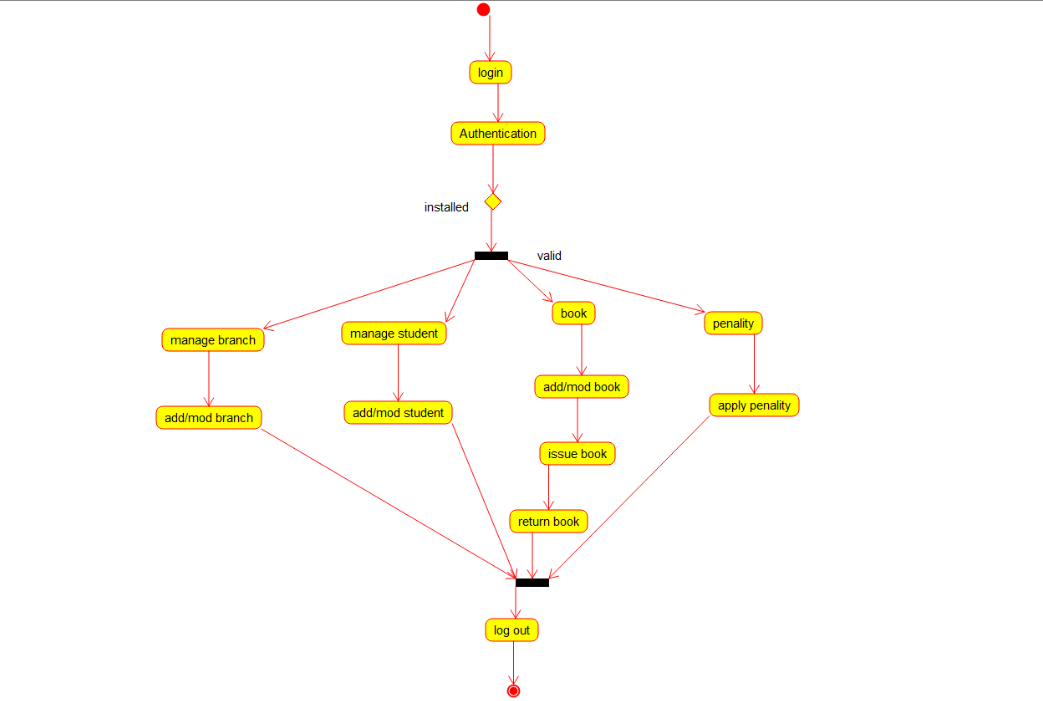 login
Authentication
installed
valid
book
penality
manage branch
manage student
add/mod book
add/mod branch
add/mod student
apply penality
issue book
return book
log out